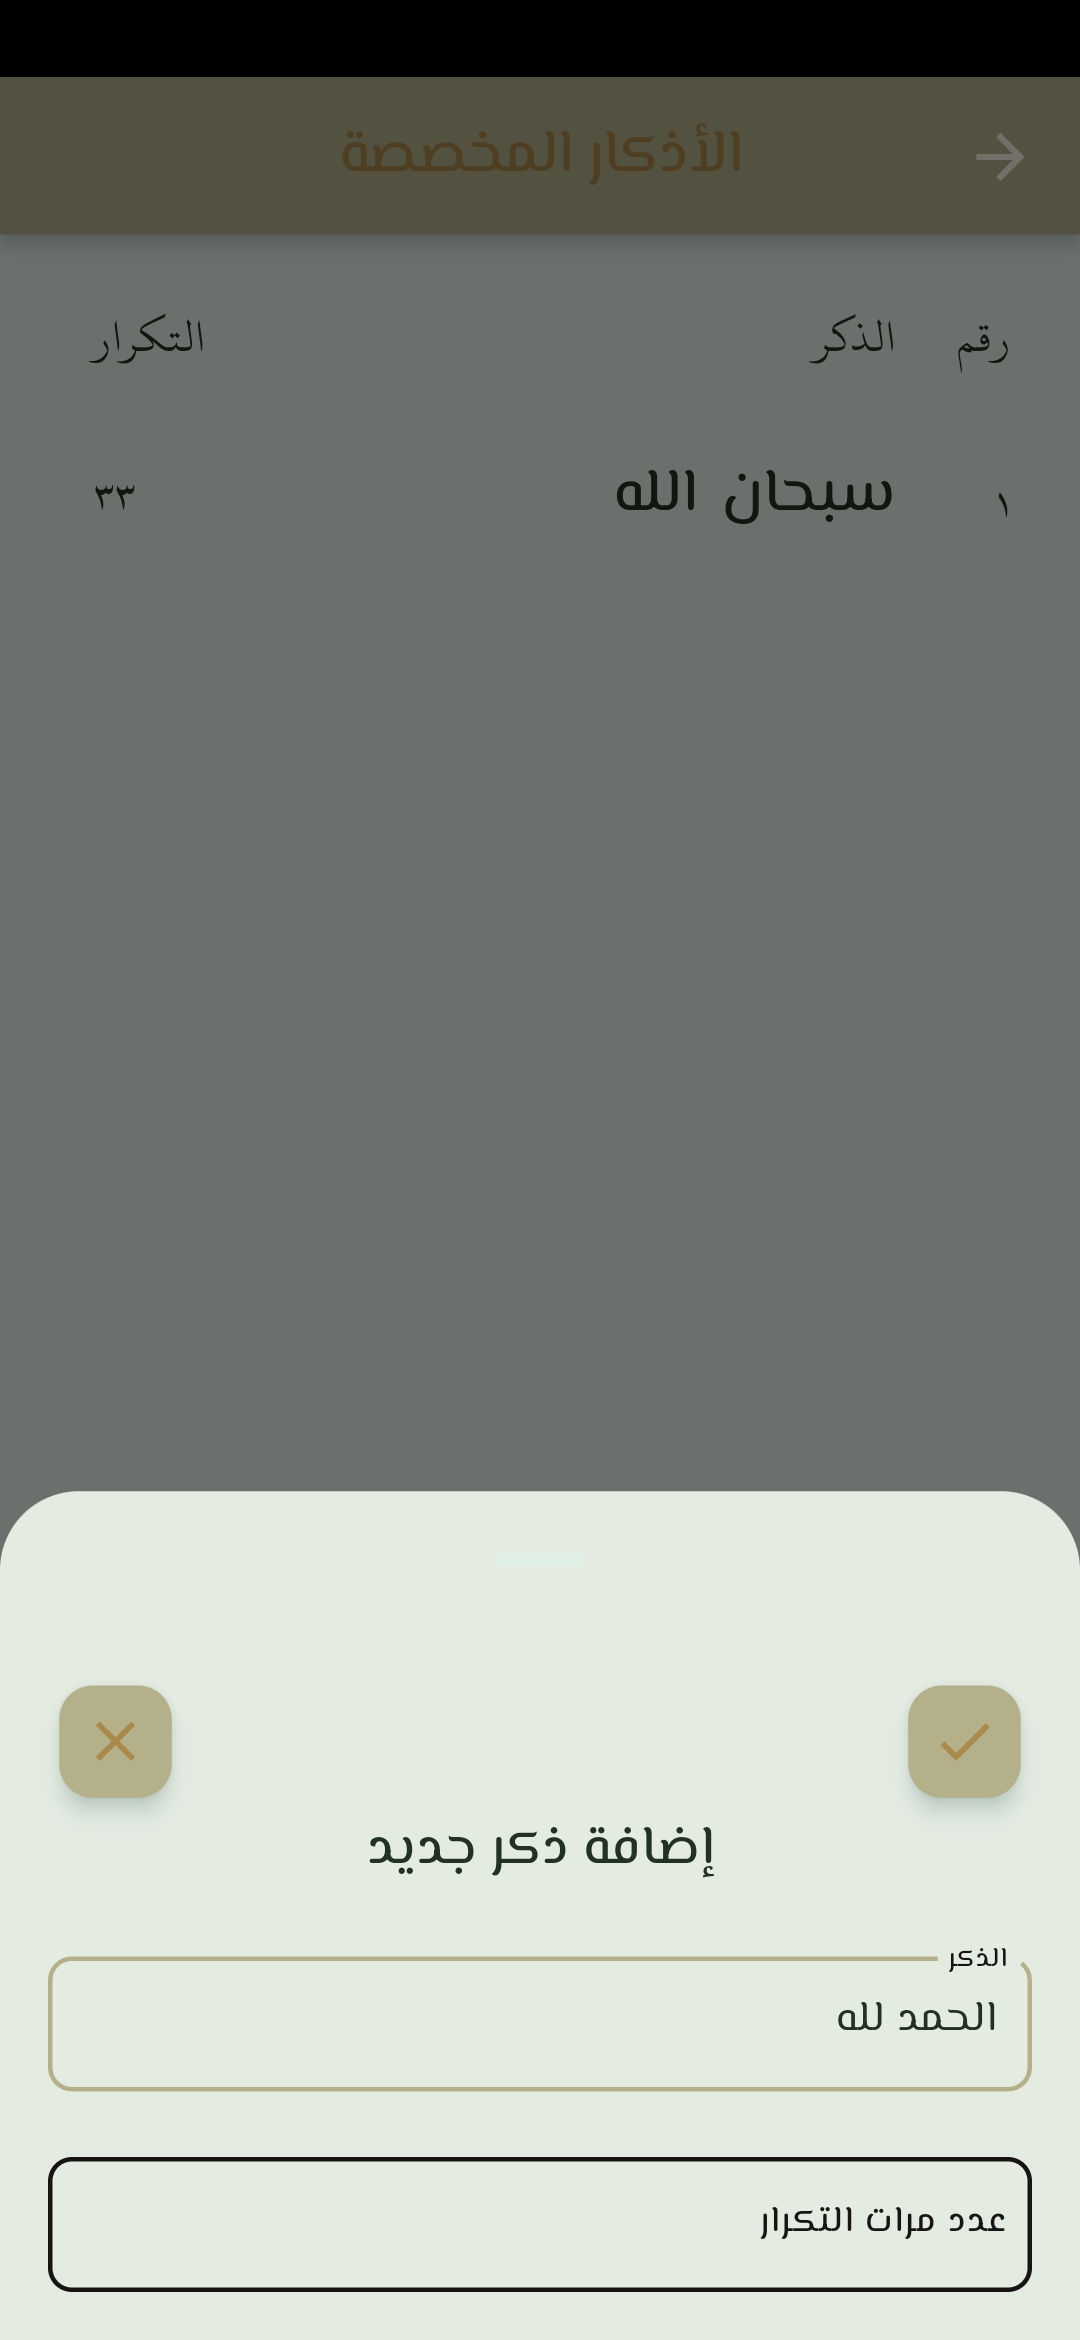 الأذكار المخصصة
رقم الذكر التكرار
١ سبحان الله ٣٣
إضافة ذكر جديد
الذكر
الحمد لله
عدد مرات التكرار